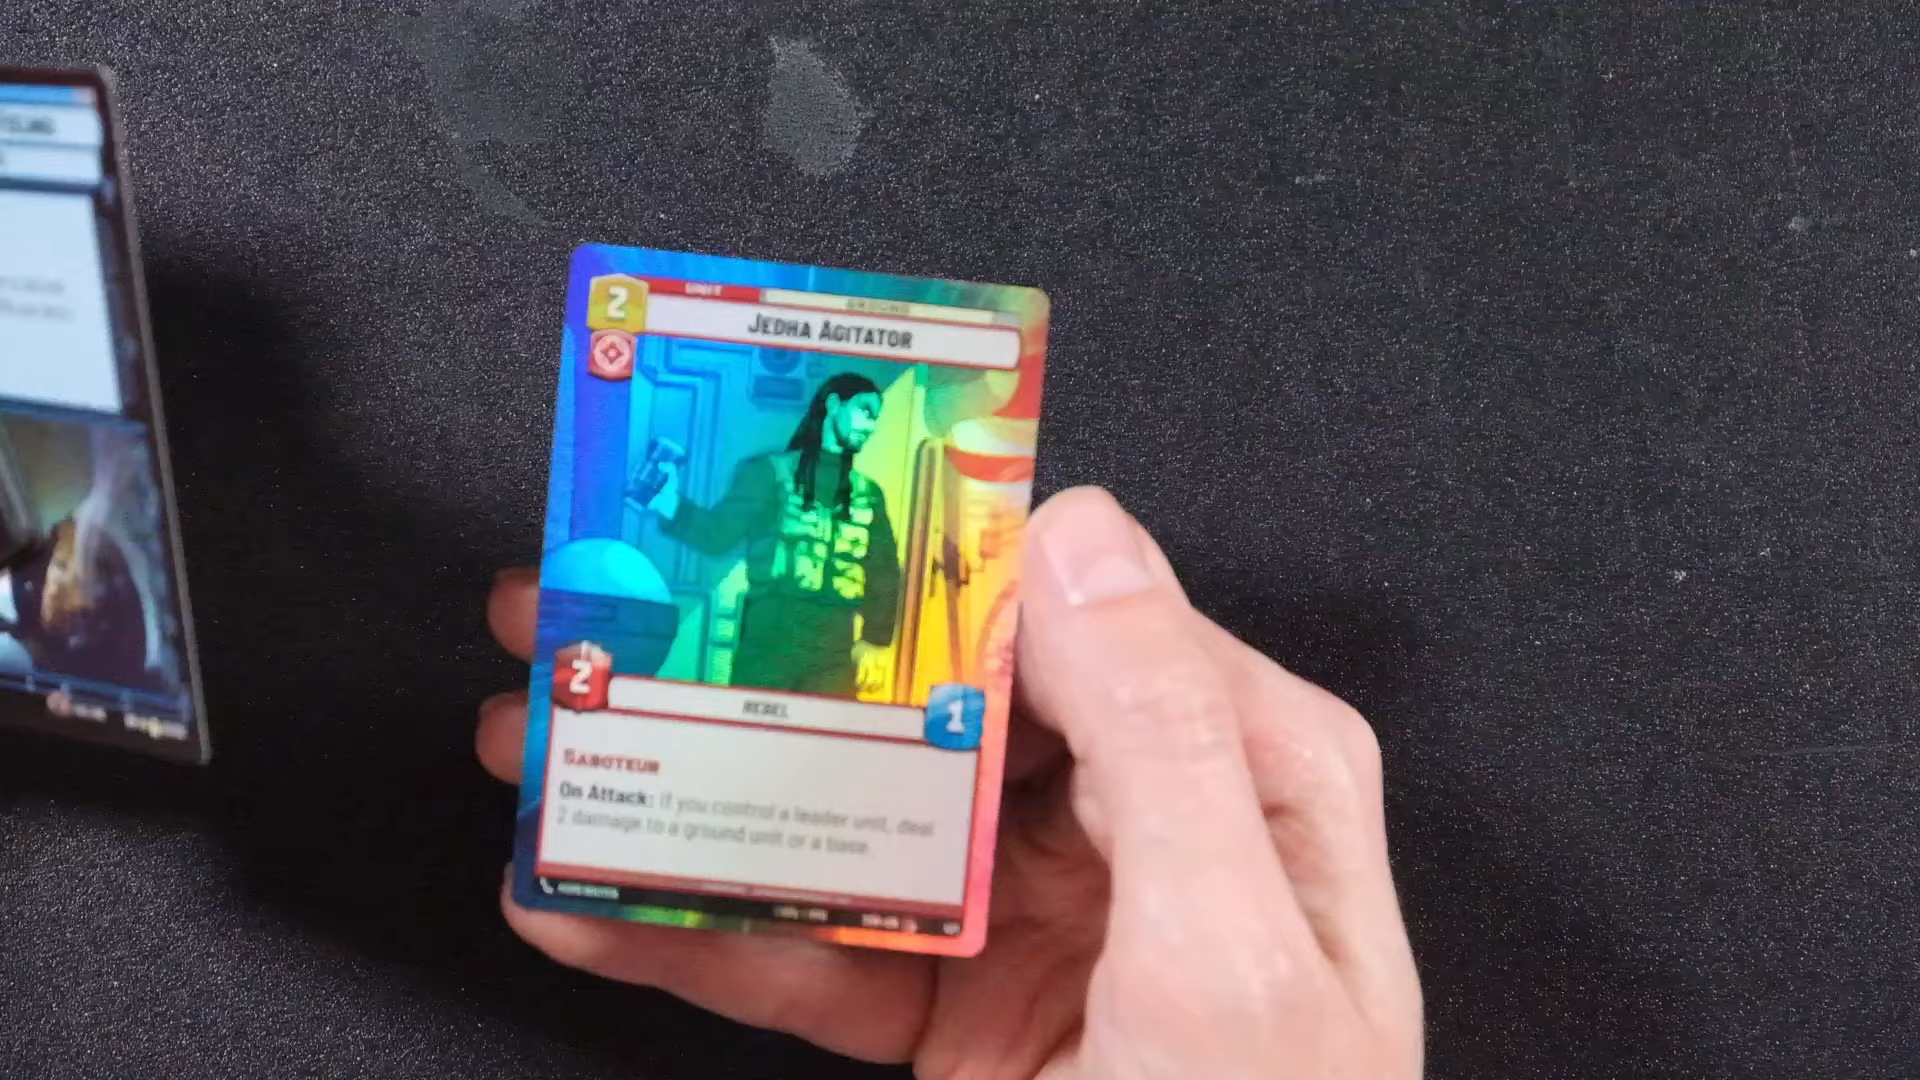 2
UNIT
GROUND
JEDHA AGITATOR
2
REBEL
1
SABOTEUR
On Attack: If you control a leader unit, deal
2 damage to a ground unit or a base.